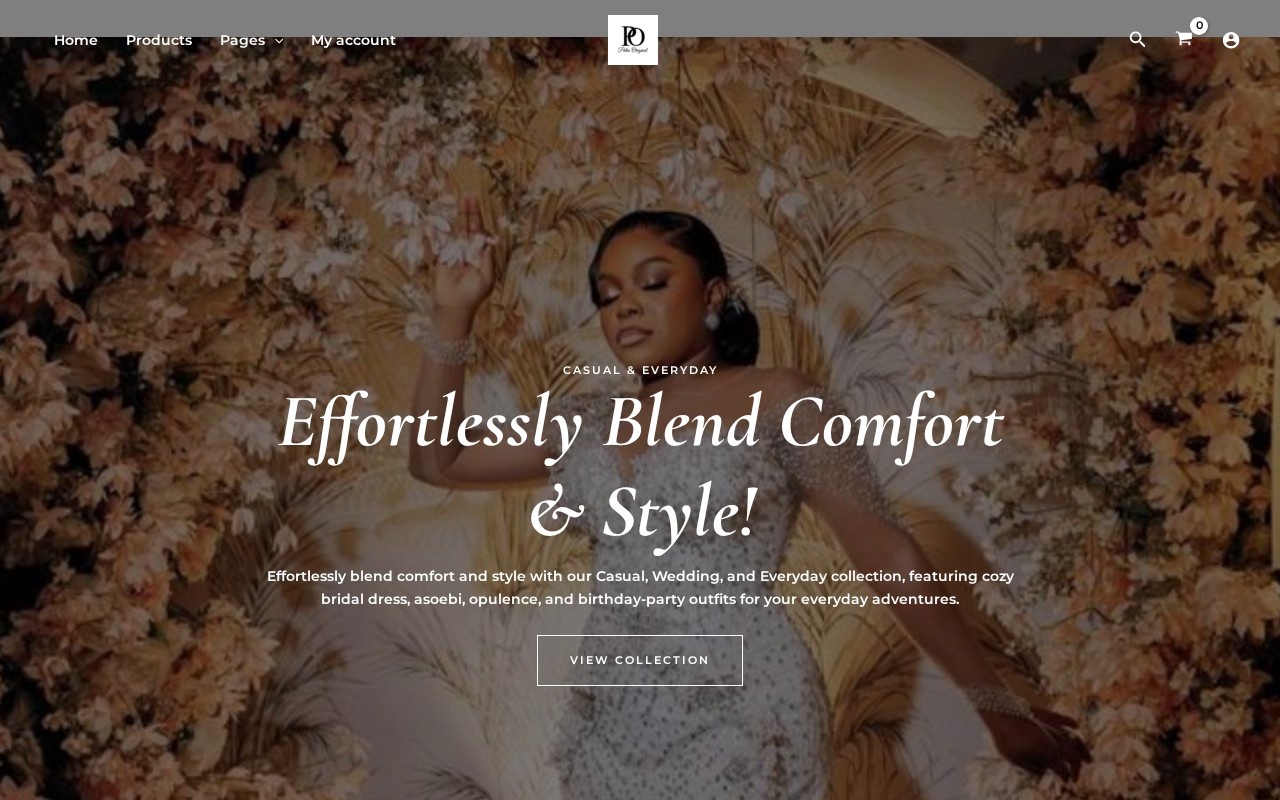 Home
Products
Pages
My account
PO
0
CASUAL & EVERYDAY
Effortlessly Blend Comfort
& Style!
Effortlessly blend comfort and style with our Casual, Wedding, and Everyday collection, featuring cozy
bridal dress, asoebi, opulence, and birthday-party outfits for your everyday adventures.
VIEW COLLECTION